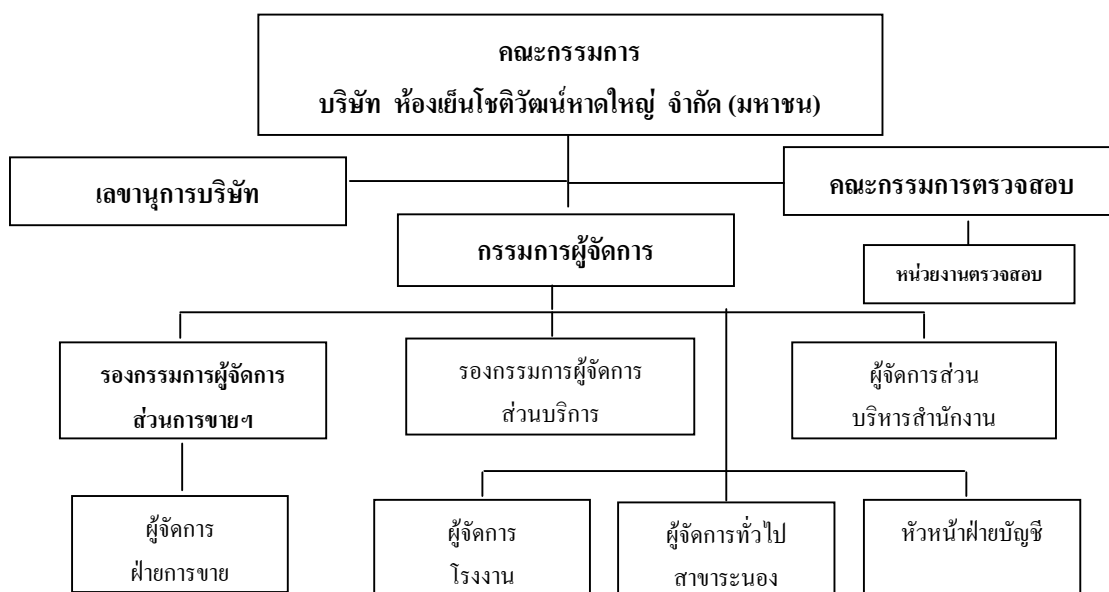 คณะกรรมการ
บริษัท ห้องเย็นโชติวัฒน์หาดใหญ่ จำกัด (มหาชน)
เลขานุการบริษัท
คณะกรรมการตรวจสอบ
กรรมการผู้จัดการ
หน่วยงานตรวจสอบ
รองกรรมการผู้จัดการ
ส่วนการขายฯ
รองกรรมการผู้จัดการ
ส่วนบริการ
ผู้จัดการส่วน
บริหารสำนักงาน
ผู้จัดการ
ฝ่ายการขาย
ผู้จัดการ
โรงงาน
ผู้จัดการทั่วไป
สาขาระนอง
หัวหน้าฝ่ายบัญชี